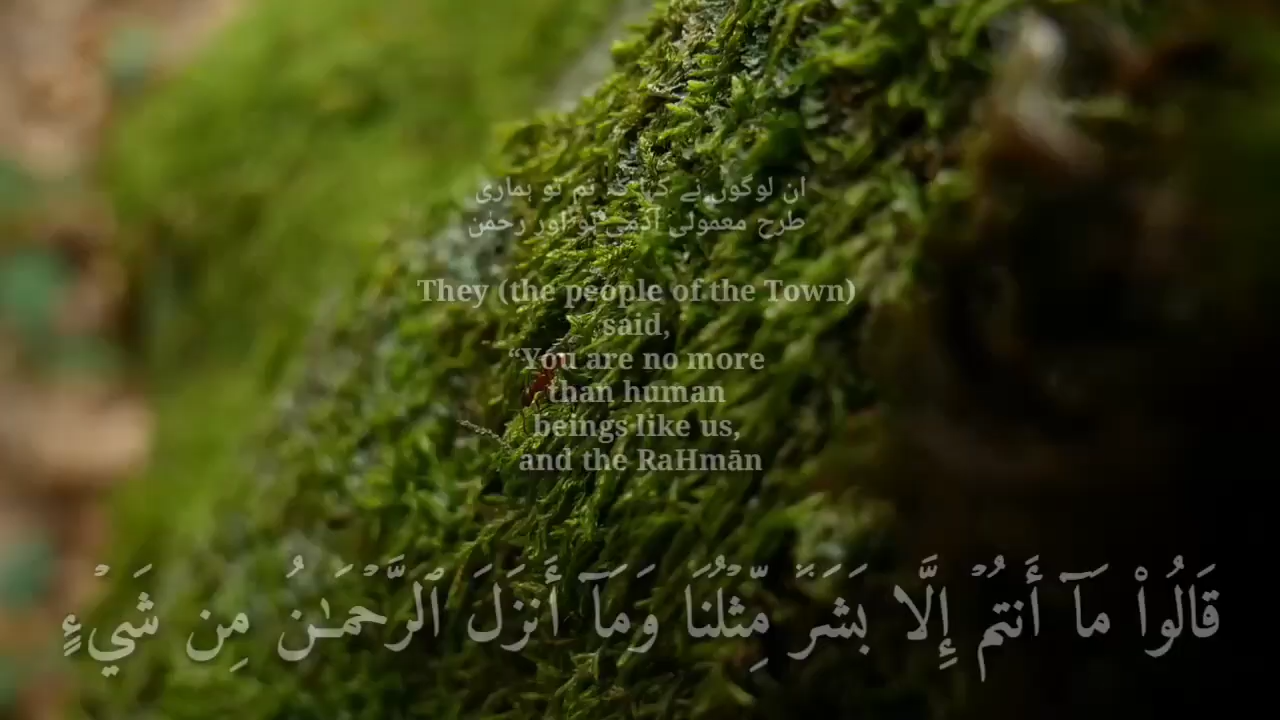 ان لوگوں نے کہا کہ تم تو ہماری
طرح معمولی آدمی ہو اور رحمٰن
They (the people of the Town)
said,
“You are no more
than human
beings like us,
and the RaHmān
قَالُوا۟ مَآ أَنتُمْ إِلَّا بَشَرٌ مِّثْلُنَا وَمَآ أَنزَلَ ٱلرَّحْمَـٰنُ مِن شَىْءٍ